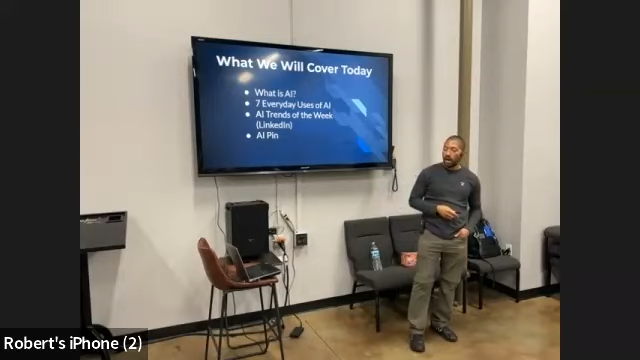 What We Will Cover Today
● What is AI?
● 7 Everyday Uses of AI
● AI Trends of the Week
(LinkedIn)
● AI Pin
Robert's iPhone (2)